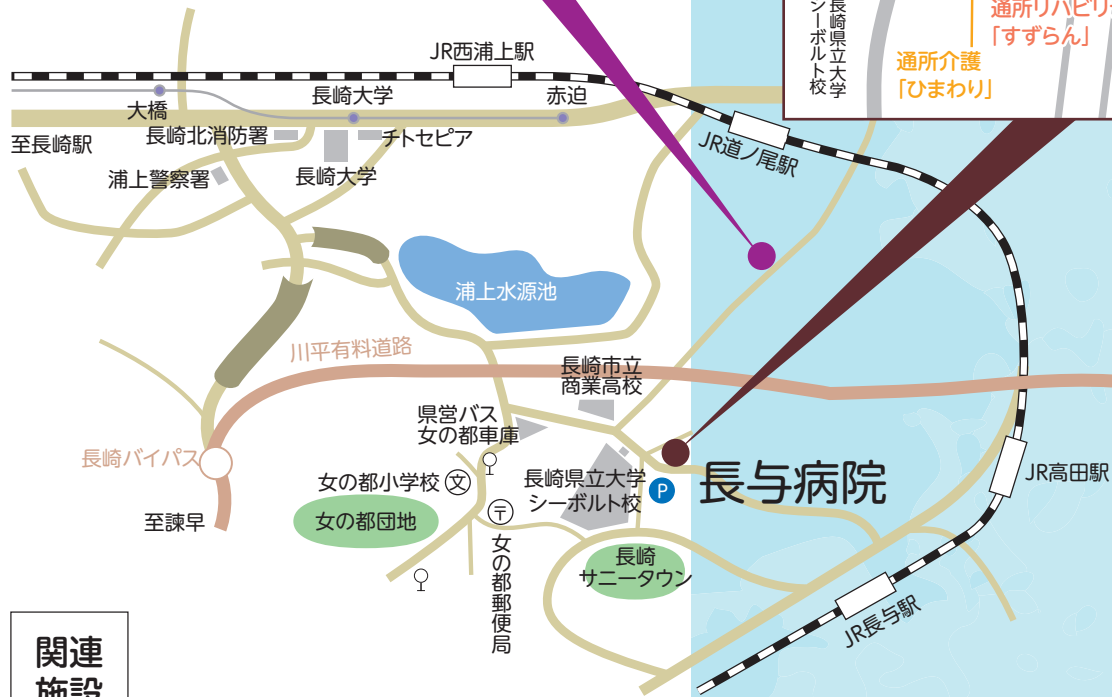 JR西浦上駅
大橋
長崎大学
赤迫
至長崎駅
長崎北消防署
チトセピア
浦上警察署
長崎大学
JR道ノ尾駅
長崎県立大学
シーボルト校
通所リハビリ
「すずらん」
通所介護
「ひまわり」
浦上水源池
川平有料道路
長崎市立
商業高校
県営バス
女の都車庫
長崎バイパス
女の都小学校
文
長崎県立大学
シーボルト校
P
長与病院
JR高田駅
至諫早
女の都団地
〒
女の都郵便局
長崎
サニータウン
JR長与駅
関連
施設